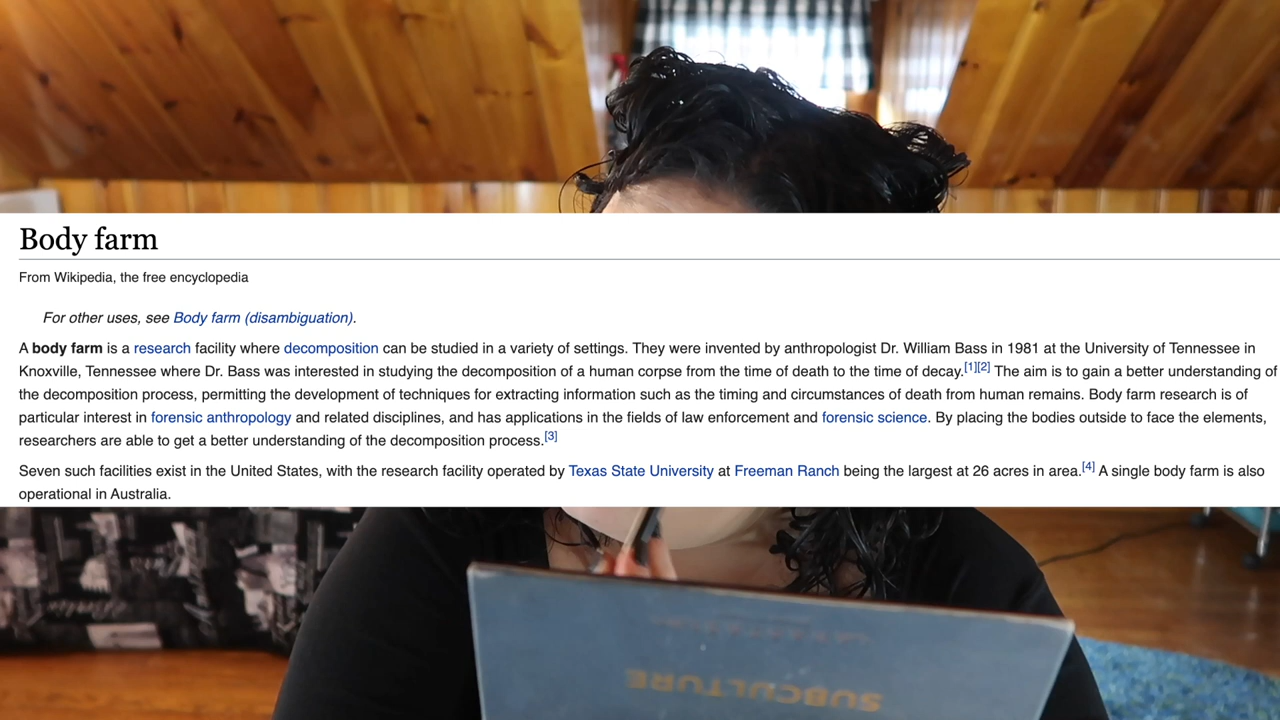 Body farm
From Wikipedia, the free encyclopedia
For other uses, see Body farm (disambiguation).
A body farm is a research facility where decomposition can be studied in a variety of settings. They were invented by anthropologist Dr. William Bass in 1981 at the University of Tennessee in
Knoxville, Tennessee where Dr. Bass was interested in studying the decomposition of a human corpse from the time of death to the time of decay.[1][2] The aim is to gain a better understanding of
the decomposition process, permitting the development of techniques for extracting information such as the timing and circumstances of death from human remains. Body farm research is of
particular interest in forensic anthropology and related disciplines, and has applications in the fields of law enforcement and forensic science. By placing the bodies outside to face the elements,
researchers are able to get a better understanding of the decomposition process.[3]
Seven such facilities exist in the United States, with the research facility operated by Texas State University at Freeman Ranch being the largest at 26 acres in area.[4] A single body farm is also
operational in Australia.
SUBCULTURE